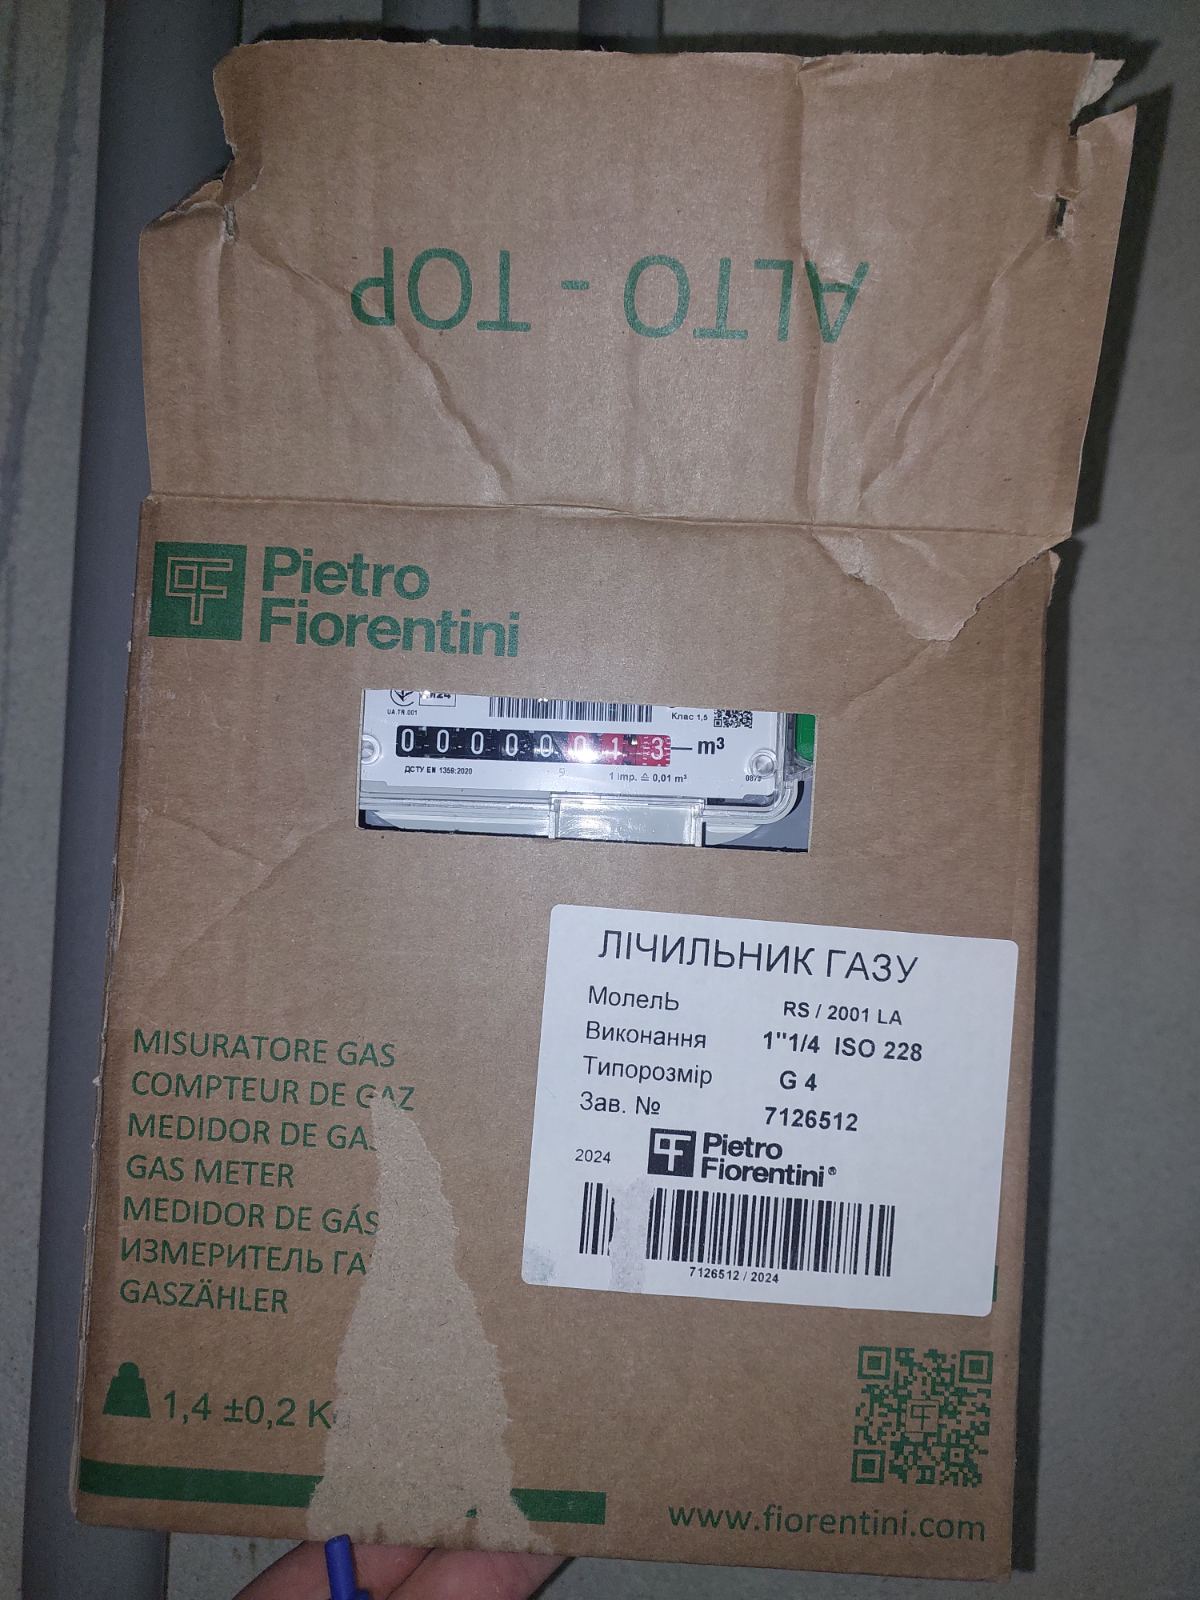 ALTO - TOP
Pietro
Fiorentini
UA.TR.001
Клас 1,5
0 0 0 0 0 0 1 3 m³
ДСТУ EN 1359:2020
1 imp. ≙ 0,01 m³
ЛІЧИЛЬНИК ГАЗУ
МолелЬ RS / 2001 LA
Виконання 1"1/4 ISO 228
Типорозмір G 4
Зав. № 7126512
2024 Pietro
Fiorentini®
7126512 / 2024
MISURATORE GAS
COMPTEUR DE GAZ
MEDIDOR DE GAS
GAS METER
MEDIDOR DE GÁS
ИЗМЕРИТЕЛЬ ГА
GASZÄHLER
1,4 ±0,2 K
www.fiorentini.com